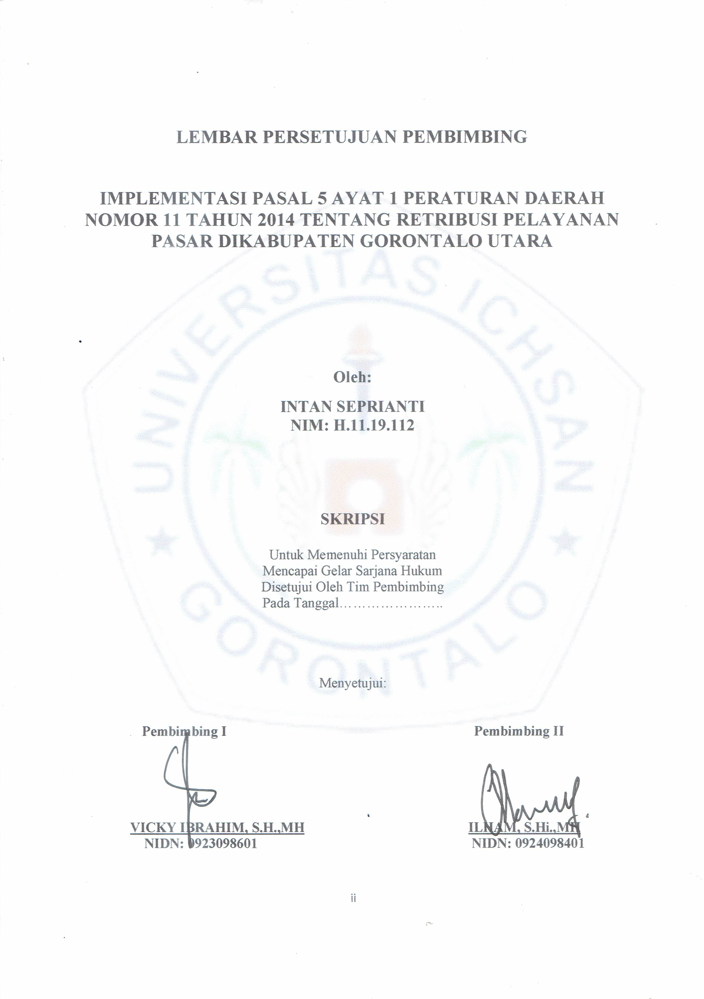 LEMBAR PERSETUJUAN PEMBIMBING
IMPLEMENTASI PASAL 5 AYAT 1 PERATURAN DAERAH
NOMOR 11 TAHUN 2014 TENTANG RETRIBUSI PELAYANAN
PASAR DIKABUPATEN GORONTALO UTARA
UNIVERSITAS ICHSAN
GORONTALO
Oleh:
INTAN SEPRIANTI
NIM: H.11.19.112
SKRIPSI
Untuk Memenuhi Persyaratan
Mencapai Gelar Sarjana Hukum
Disetujui Oleh Tim Pembimbing
Pada Tanggal........................
Menyetujui:
Pembimbing I
VICKY IBRAHIM, S.H.,MH
NIDN: 0923098601
Pembimbing II
ILHAM, S.Hi.,MH
NIDN: 0924098401
ii